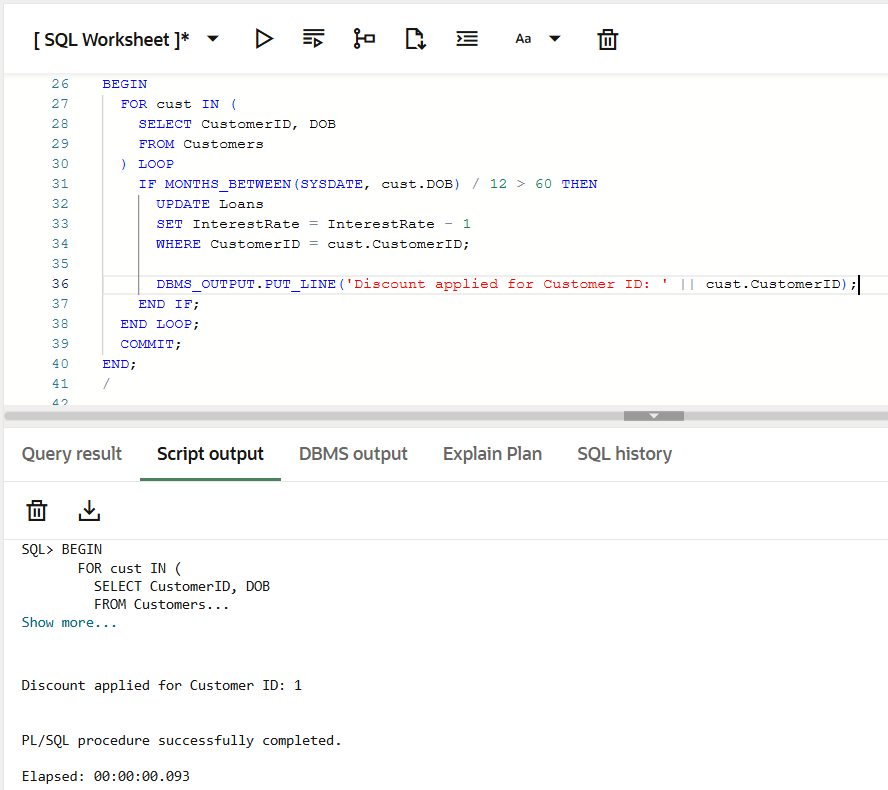 [ SQL Worksheet ]*
Aa
26 BEGIN
27 FOR cust IN (
28 SELECT CustomerID, DOB
29 FROM Customers
30 ) LOOP
31 IF MONTHS_BETWEEN(SYSDATE, cust.DOB) / 12 > 60 THEN
32 UPDATE Loans
33 SET InterestRate = InterestRate - 1
34 WHERE CustomerID = cust.CustomerID;
35
36 DBMS_OUTPUT.PUT_LINE('Discount applied for Customer ID: ' || cust.CustomerID);
37 END IF;
38 END LOOP;
39 COMMIT;
40 END;
41 /
42
Query result Script output DBMS output Explain Plan SQL history
SQL> BEGIN
FOR cust IN (
SELECT CustomerID, DOB
FROM Customers...
Show more...
Discount applied for Customer ID: 1
PL/SQL procedure successfully completed.
Elapsed: 00:00:00.093